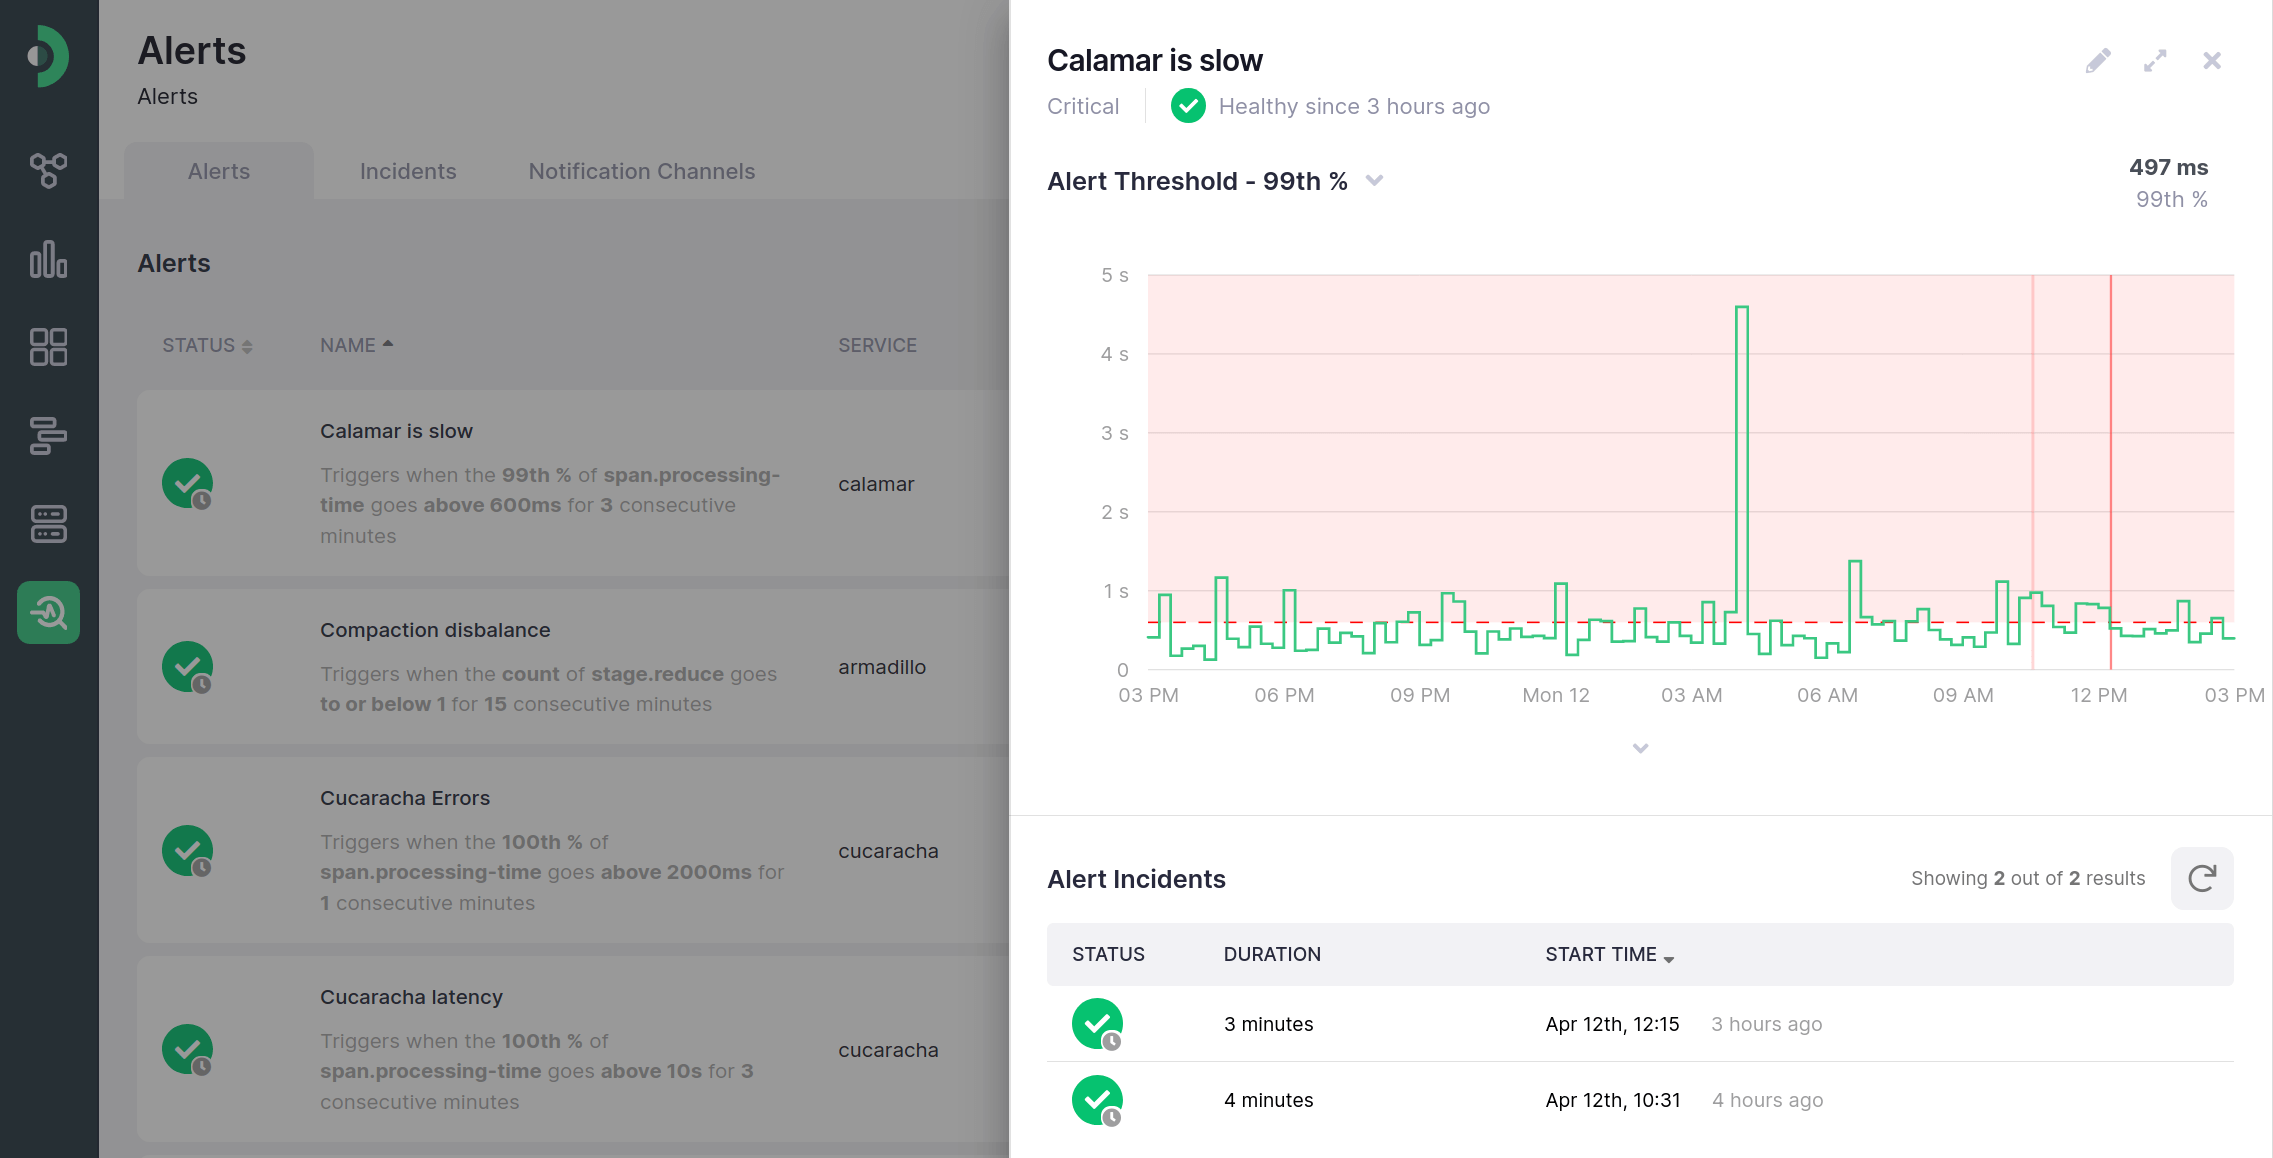 Alerts
Alerts
Alerts
Incidents
Notification Channels
Alerts
STATUS
NAME
SERVICE
Calamar is slow
Triggers when the 99th % of span.processing-
time goes above 600ms for 3 consecutive
minutes
calamar
Compaction disbalance
Triggers when the count of stage.reduce goes
to or below 1 for 15 consecutive minutes
armadillo
Cucaracha Errors
Triggers when the 100th % of
span.processing-time goes above 2000ms for
1 consecutive minutes
cucaracha
Cucaracha latency
Triggers when the 100th % of
span.processing-time goes above 10s for 3
consecutive minutes
cucaracha
Calamar is slow
Critical
Healthy since 3 hours ago
Alert Threshold - 99th %
497 ms
99th %
5 s
4 s
3 s
2 s
1 s
0
03 PM
06 PM
09 PM
Mon 12
03 AM
06 AM
09 AM
12 PM
03 PM
Alert Incidents
Showing 2 out of 2 results
STATUS
DURATION
START TIME
3 minutes
Apr 12th, 12:15
3 hours ago
4 minutes
Apr 12th, 10:31
4 hours ago